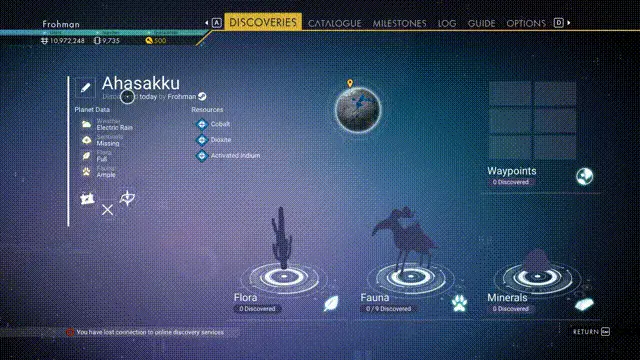 Frohman
A DISCOVERIES CATALOGUE MILESTONES LOG GUIDE OPTIONS D
10,972,248 9,735 500
Ahasakku
Discovered today by Frohman
Planet Data
Weather
Electric Rain
Sentinels
Missing
Flora
Full
Fauna
Ample
Resources
Cobalt
Dioxite
Activated Indium
Waypoints
0 Discovered
Flora
0 Discovered
Fauna
0 / 9 Discovered
Minerals
0 Discovered
You have lost connection to online discovery services
RETURN Esc